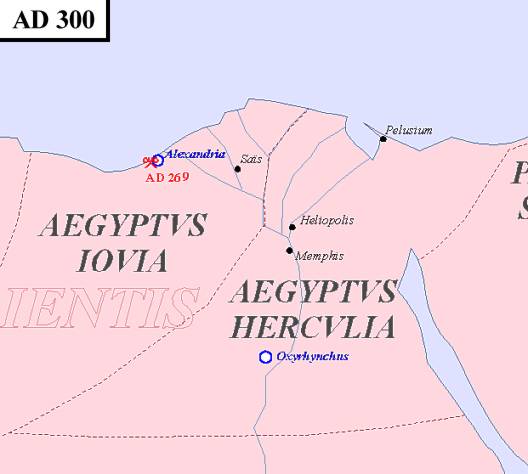 AD 300
Pelusium
Alexandria
Sais
AD 269
P
S
AEGYPTVS
IOVIA
Heliopolis
Memphis
IENTIS
AEGYPTVS
HERCVLIA
Oxyrhynchus